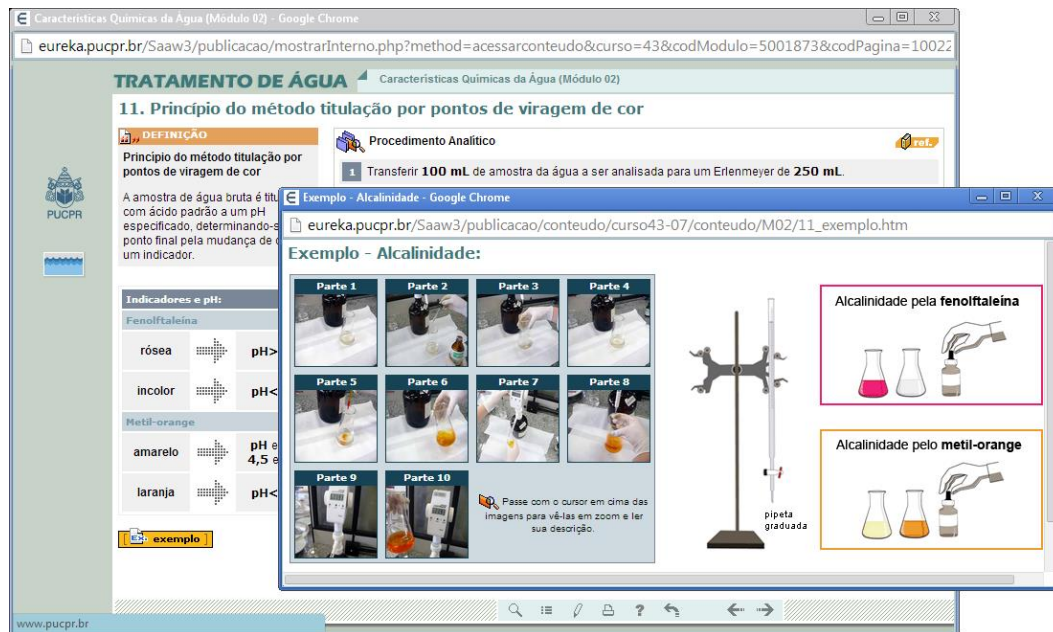 Características Químicas da Água (Módulo 02) - Google Chrome
eureka.pucpr.br/Saaw3/publicacao/mostrarInterno.php?method=acessarconteudo&curso=43&codModulo=5001873&codPagina=10022
TRATAMENTO DE ÁGUA
Características Químicas da Água (Módulo 02)
11. Princípio do método titulação por pontos de viragem de cor
DEFINIÇÃO
Princípio do método titulação por
pontos de viragem de cor
A amostra de água bruta é titu
com ácido padrão a um pH
especificado, determinando-s
ponto final pela mudança de c
um indicador.
Procedimento Analítico
ref.
1 Transferir 100 mL de amostra da água a ser analisada para um Erlenmeyer de 250 mL.
PUCPR
Indicadores e pH:
Fenolftaleína
rósea
pH>
incolor
pH<
Metil-orange
amarelo
pH e
4,5 e
laranja
pH<
[ Ex. exemplo ]
www.pucpr.br
Exemplo - Alcalinidade - Google Chrome
eureka.pucpr.br/Saaw3/publicacao/conteudo/curso43-07/conteudo/M02/11_exemplo.htm
Exemplo - Alcalinidade:
Parte 1
Parte 2
Parte 3
Parte 4
Parte 5
Parte 6
Parte 7
Parte 8
Parte 9
Parte 10
Passe com o cursor em cima das
imagens para vê-las em zoom e ler
sua descrição.
pipeta
graduada
Alcalinidade pela fenolftaleína
Alcalinidade pelo metil-orange